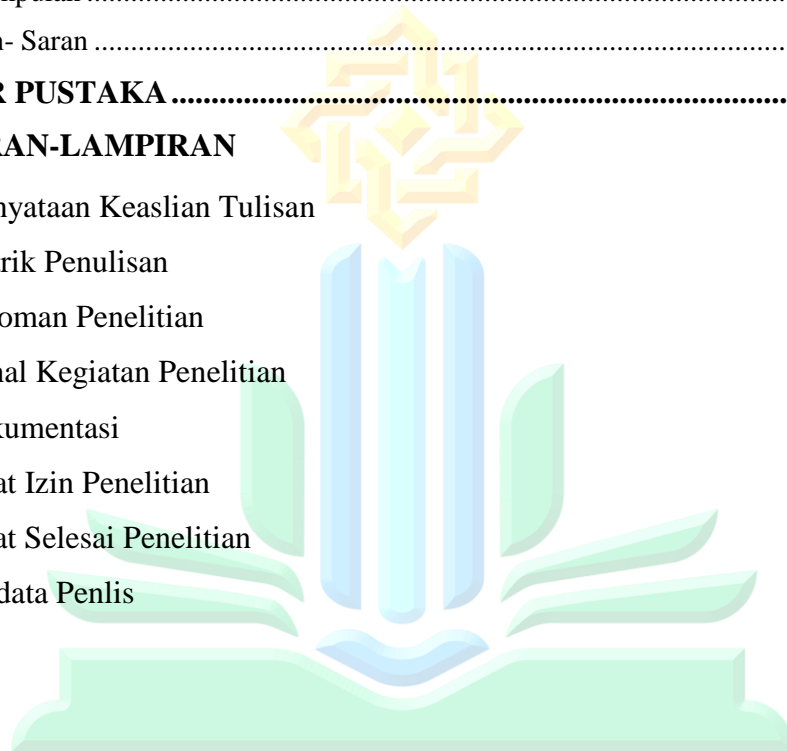 mpulan ....................................................................................................
n- Saran ...................................................................................................
R PUSTAKA .............................................................................
RAN-LAMPIRAN
nyataan Keaslian Tulisan
rik Penulisan
oman Penelitian
nal Kegiatan Penelitian
kumentasi
at Izin Penelitian
at Selesai Penelitian
data Penlis